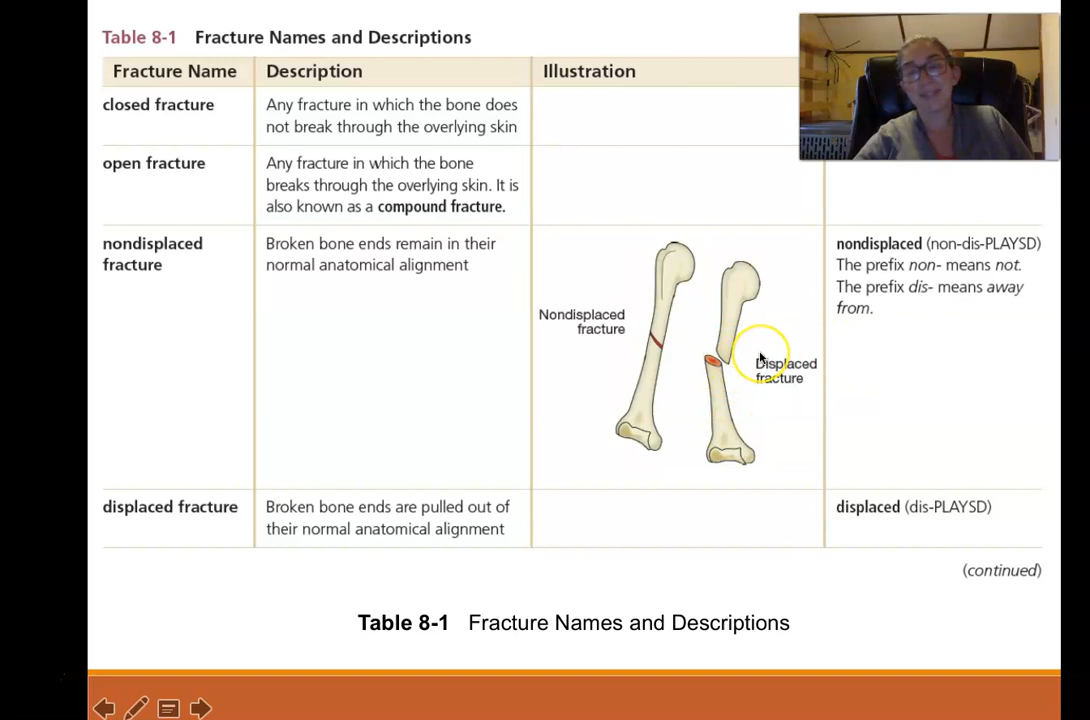 Table 8-1 Fracture Names and Descriptions
Fracture Name Description Illustration
closed fracture
Any fracture in which the bone does
not break through the overlying skin
open fracture
Any fracture in which the bone
breaks through the overlying skin. It is
also known as a compound fracture.
nondisplaced
fracture
Broken bone ends remain in their
normal anatomical alignment
Nondisplaced
fracture
Displaced
fracture
nondisplaced (non-dis-PLAYSD)
The prefix non- means not.
The prefix dis- means away
from.
displaced fracture
Broken bone ends are pulled out of
their normal anatomical alignment
displaced (dis-PLAYSD)
(continued)
Table 8-1 Fracture Names and Descriptions